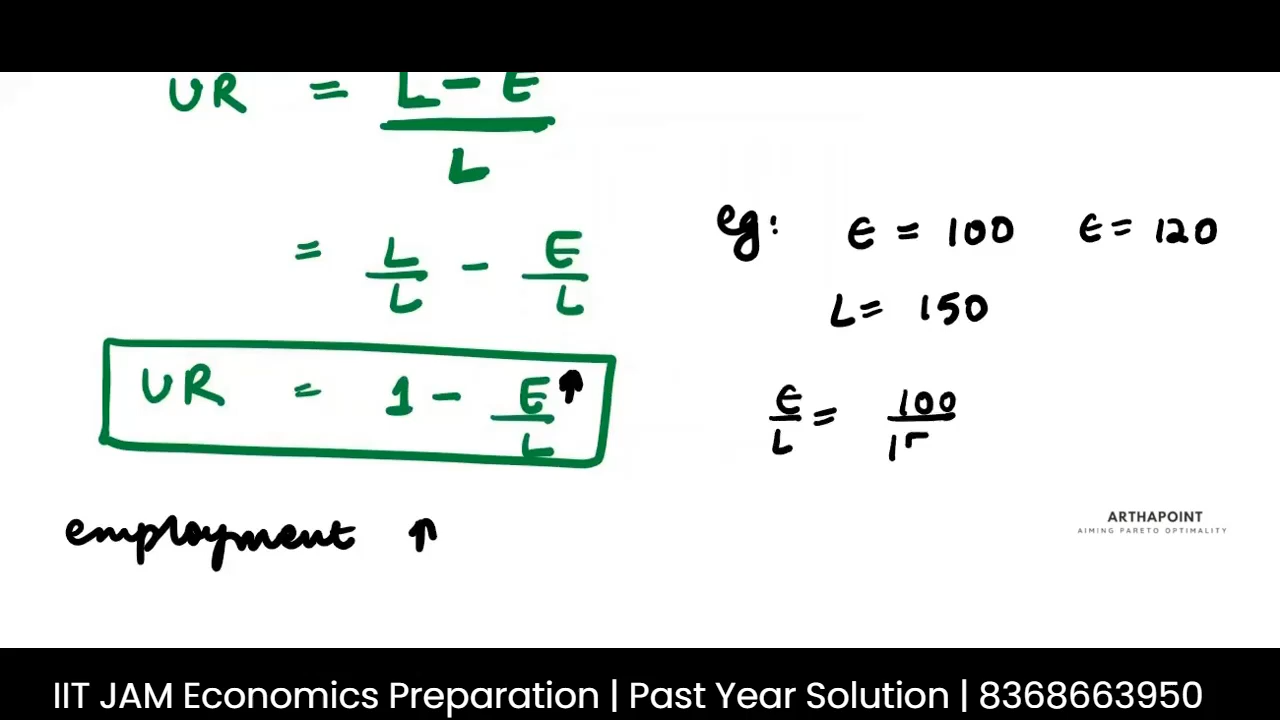 UR = L - E
L
= L/L - E/L
UR = 1 - E↑/L
employment ↑
eg: E = 100 E = 120
L = 150
E/L = 100/15
ARTHAPOINT
AIMING PARETO OPTIMALITY
IIT JAM Economics Preparation | Past Year Solution | 8368663950